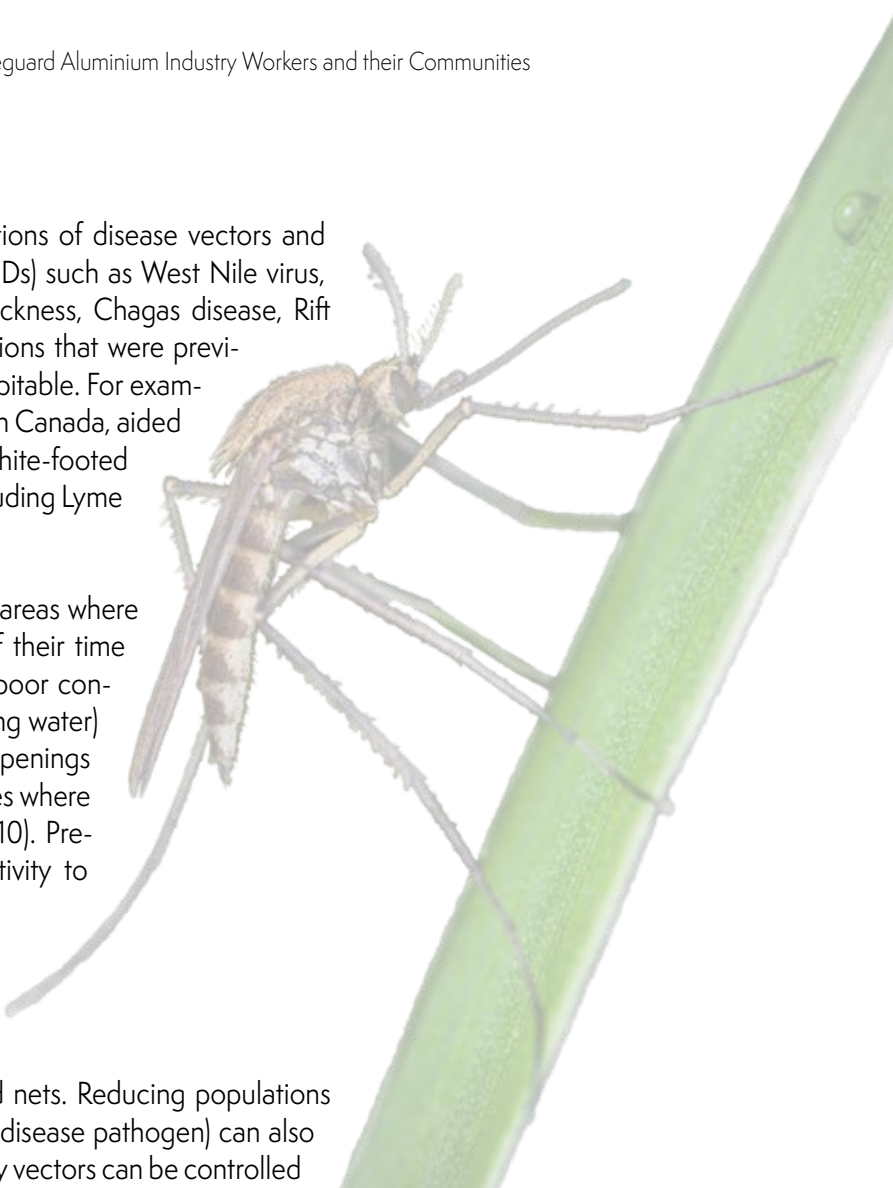 eguard Aluminium Industry Workers and their Communities
tions of disease vectors and
Ds) such as West Nile virus,
ckness, Chagas disease, Rift
ions that were previ-
bitable. For exam-
n Canada, aided
hite-footed
uding Lyme
areas where
f their time
poor con-
ng water)
penings
es where
10). Pre-
tivity to
d nets. Reducing populations
disease pathogen) can also
y vectors can be controlled